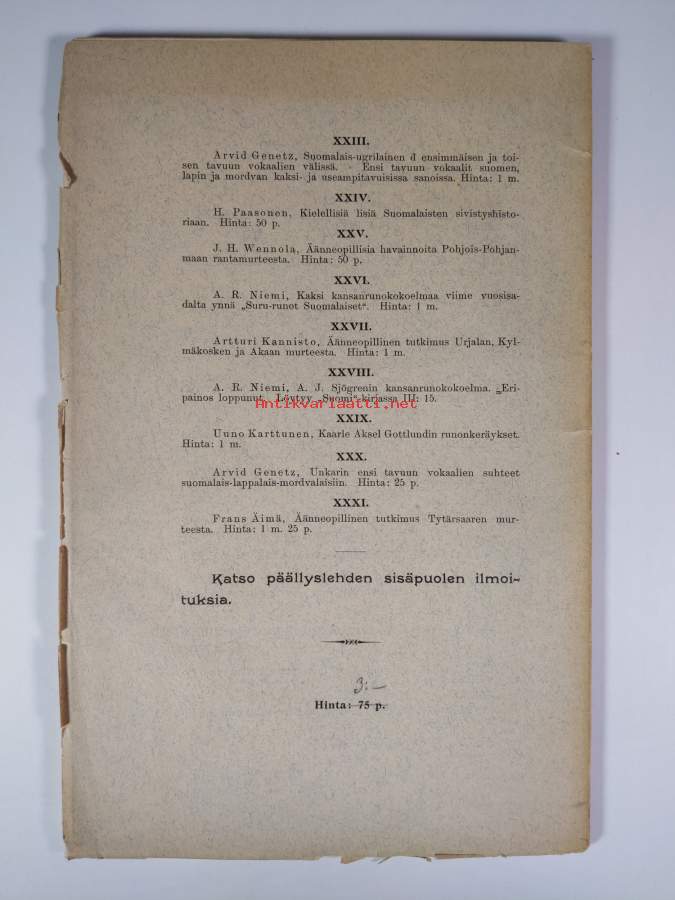 XXIII.
Arvid Genetz, Suomalais-ugrilainen d ensimmäisen ja toi-
sen tavuun vokaalien välissä. - Ensi tavuun vokaalit suomen,
lapin ja mordvan kaksi- ja useampitavuisissa sanoissa. Hinta: 1 m.
XXIV.
H. Paasonen, Kielellisiä lisiä Suomalaisten sivistyshisto-
riaan. Hinta: 50 p.
XXV.
J. H. Wennola, Äänneopillisia havainnoita Pohjois-Pohjan-
maan rantamurteesta. Hinta: 50 p.
XXVI.
A. R. Niemi, Kaksi kansanrunokokoelmaa viime vuosisa-
dalta ynnä „Suru-runot Suomalaiset“. Hinta: 1 m.
XXVII.
Artturi Kannisto, Äänneopillinen tutkimus Urjalan, Kyl-
mäkosken ja Akaan murteesta. Hinta: 1 m.
XXVIII.
A. R. Niemi, A. J. Sjögrenin kansanrunokokoelma. „Eri-
painos loppunut. Löytyy „Suomi“-kirjassa III: 15.
Antikvariaatti.net
XXIX.
Uuno Karttunen, Kaarle Aksel Gottlundin runonkeräykset.
Hinta: 1 m.
XXX.
Arvid Genetz, Unkarin ensi tavuun vokaalien suhteet
suomalais-lappalais-mordvalaisiin. Hinta: 25 p.
XXXI.
Frans Äimä, Äänneopillinen tutkimus Tytärsaaren mur-
teesta. Hinta: 1 m. 25 p.
Katso päällyslehden sisäpuolen ilmoi-
tuksia.
3:—
Hinta: 75 p.